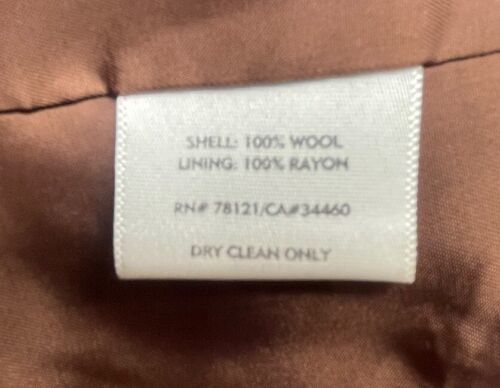 SHELL: 100% WOOL
LINING: 100% RAYON
RN# 78121/CA#34460
DRY CLEAN ONLY